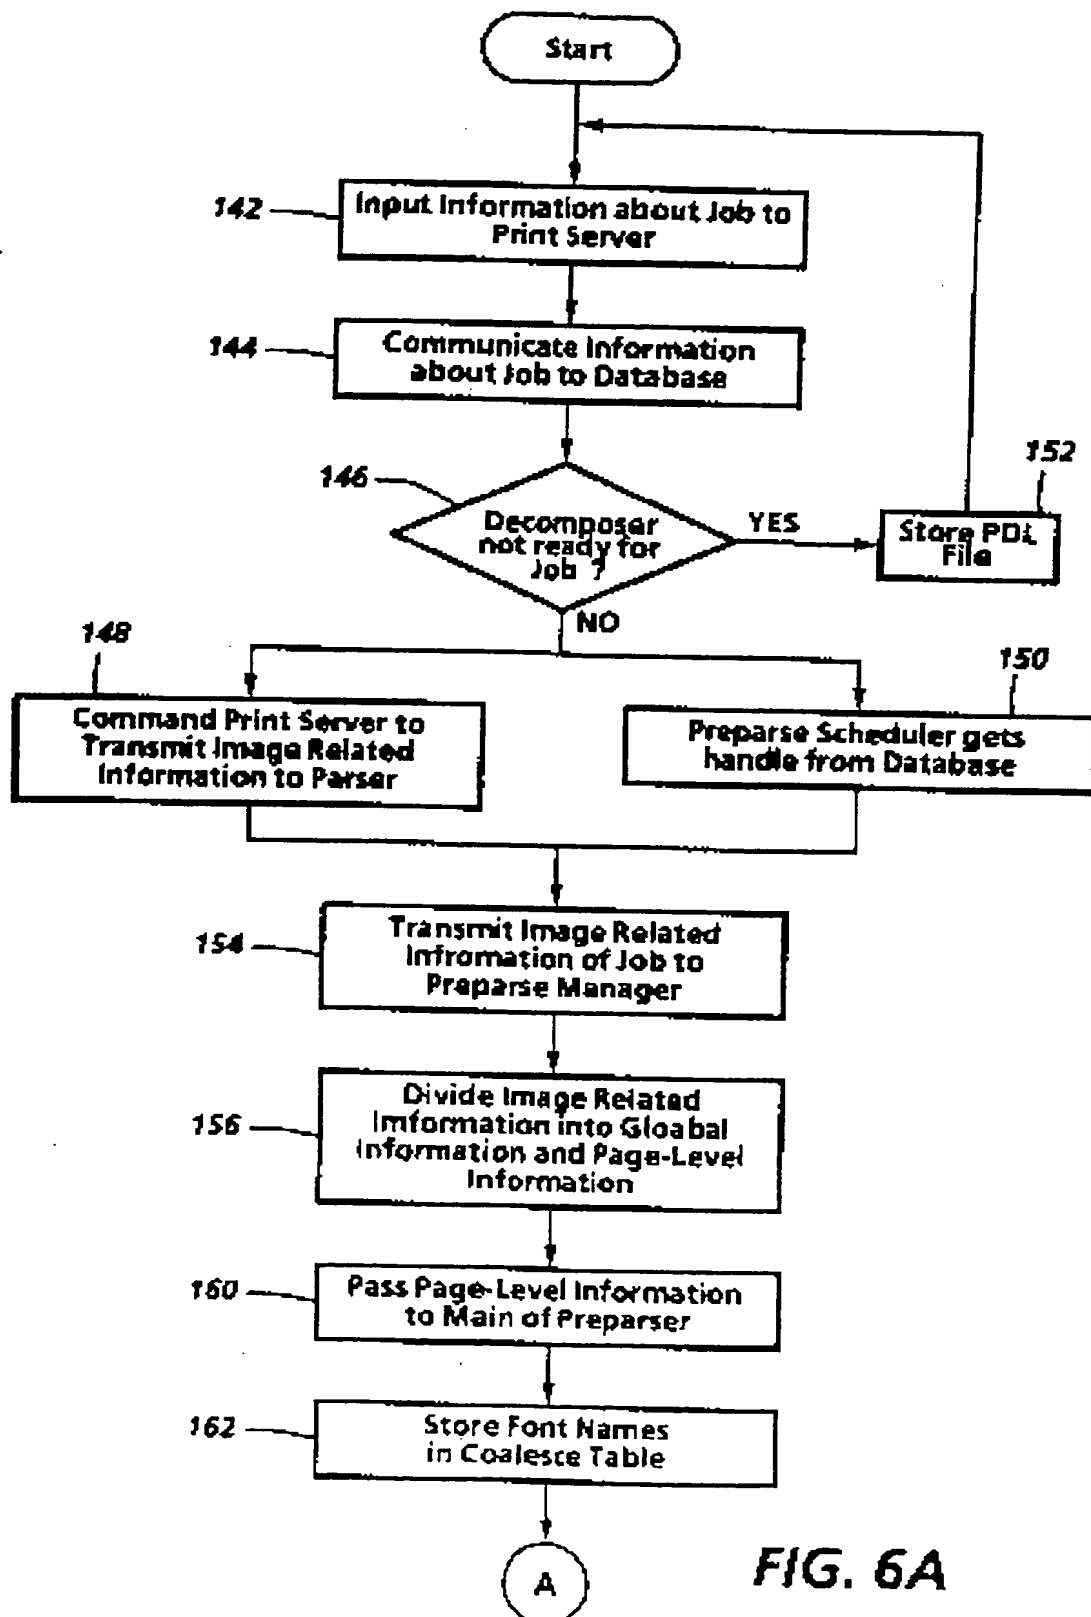 Start
142
Input Information about Job to
Print Server
144
Communicate Information
about Job to Database
146
Decomposer
not ready for
Job ?
YES
152
Store PDL
File
NO
148
Command Print Server to
Transmit Image Related
Information to Parser
150
Preparse Scheduler gets
handle from Database
154
Transmit Image Related
Infromation of Job to
Preparse Manager
156
Divide Image Related
Imformation into Gloabal
Information and Page-Level
Information
160
Pass Page-Level Information
to Main of Preparser
162
Store Font Names
in Coalesce Table
A
FIG. 6A